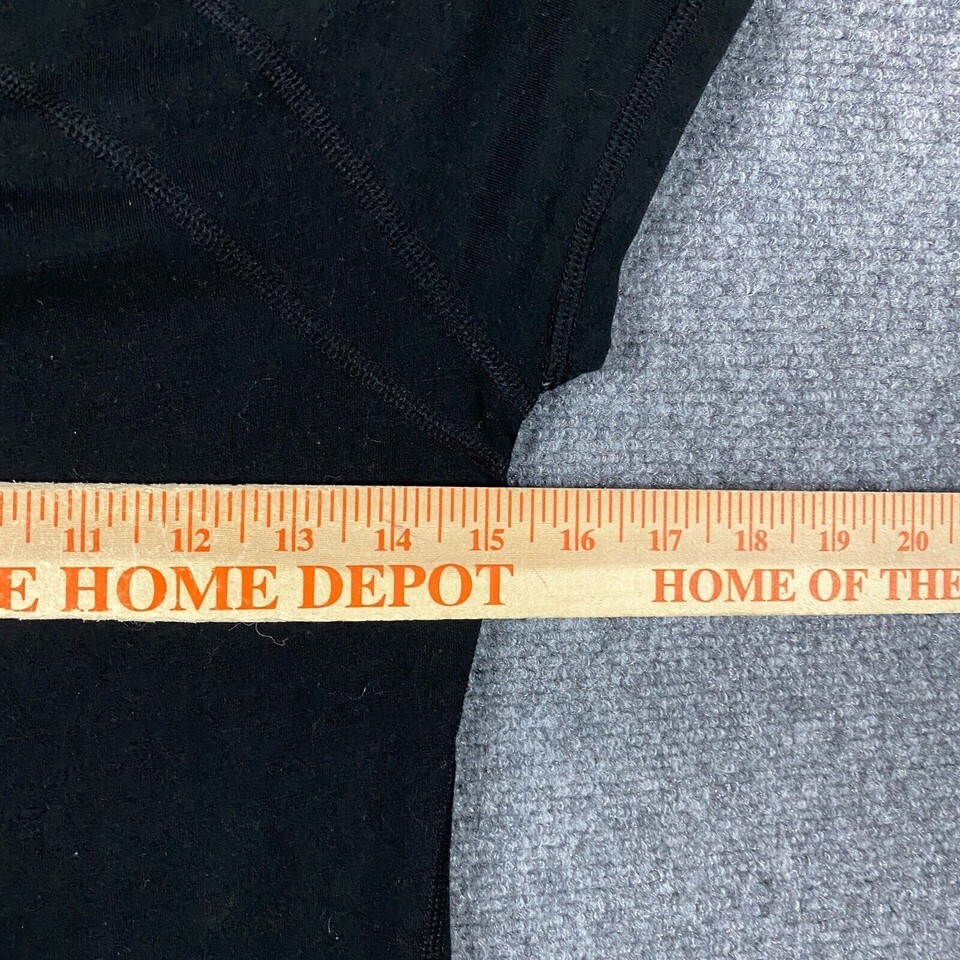 11 12 13 14 15 16 17 18 19 20
E HOME DEPOT HOME OF THE